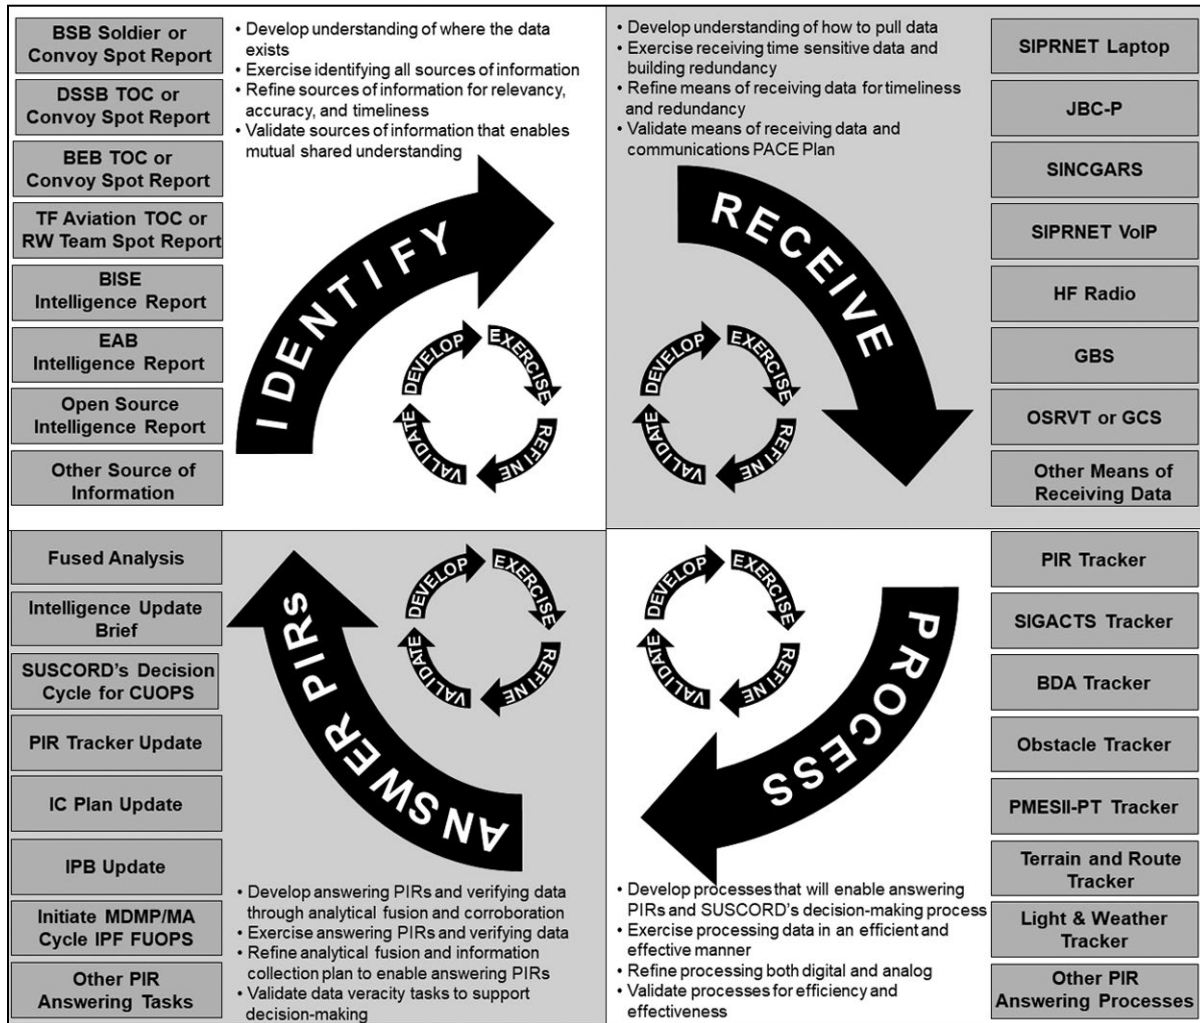 BSB Soldier or
Convoy Spot Report
DSSB TOC or
Convoy Spot Report
BEB TOC or
Convoy Spot Report
TF Aviation TOC or
RW Team Spot Report
BISE
Intelligence Report
EAB
Intelligence Report
Open Source
Intelligence Report
Other Source of
Information
• Develop understanding of where the data
exists
• Exercise identifying all sources of information
• Refine sources of information for relevancy,
accuracy, and timeliness
• Validate sources of information that enables
mutual shared understanding
IDENTIFY
DEVELOP
EXERCISE
REFINE
VALIDATE
• Develop understanding of how to pull data
• Exercise receiving time sensitive data and
building redundancy
• Refine means of receiving data for timeliness
and redundancy
• Validate means of receiving data and
communications PACE Plan
RECEIVE
DEVELOP
EXERCISE
REFINE
VALIDATE
SIPRNET Laptop
JBC-P
SINCGARS
SIPRNET VoIP
HF Radio
GBS
OSRVT or GCS
Other Means of
Receiving Data
Fused Analysis
Intelligence Update
Brief
SUSCORD's Decision
Cycle for CUOPS
PIR Tracker Update
IC Plan Update
IPB Update
Initiate MDMP/MA
Cycle IPF FUOPS
Other PIR
Answering Tasks
ANSWER PIRs
DEVELOP
EXERCISE
REFINE
VALIDATE
• Develop answering PIRs and verifying data
through analytical fusion and corroboration
• Exercise answering PIRs and verifying data
• Refine analytical fusion and information
collection plan to enable answering PIRs
• Validate data veracity tasks to support
decision-making
DEVELOP
EXERCISE
REFINE
VALIDATE
PROCESS
• Develop processes that will enable answering
PIRs and SUSCORD's decision-making process
• Exercise processing data in an efficient and
effective manner
• Refine processing both digital and analog
• Validate processes for efficiency and
effectiveness
PIR Tracker
SIGACTS Tracker
BDA Tracker
Obstacle Tracker
PMESII-PT Tracker
Terrain and Route
Tracker
Light & Weather
Tracker
Other PIR
Answering Processes